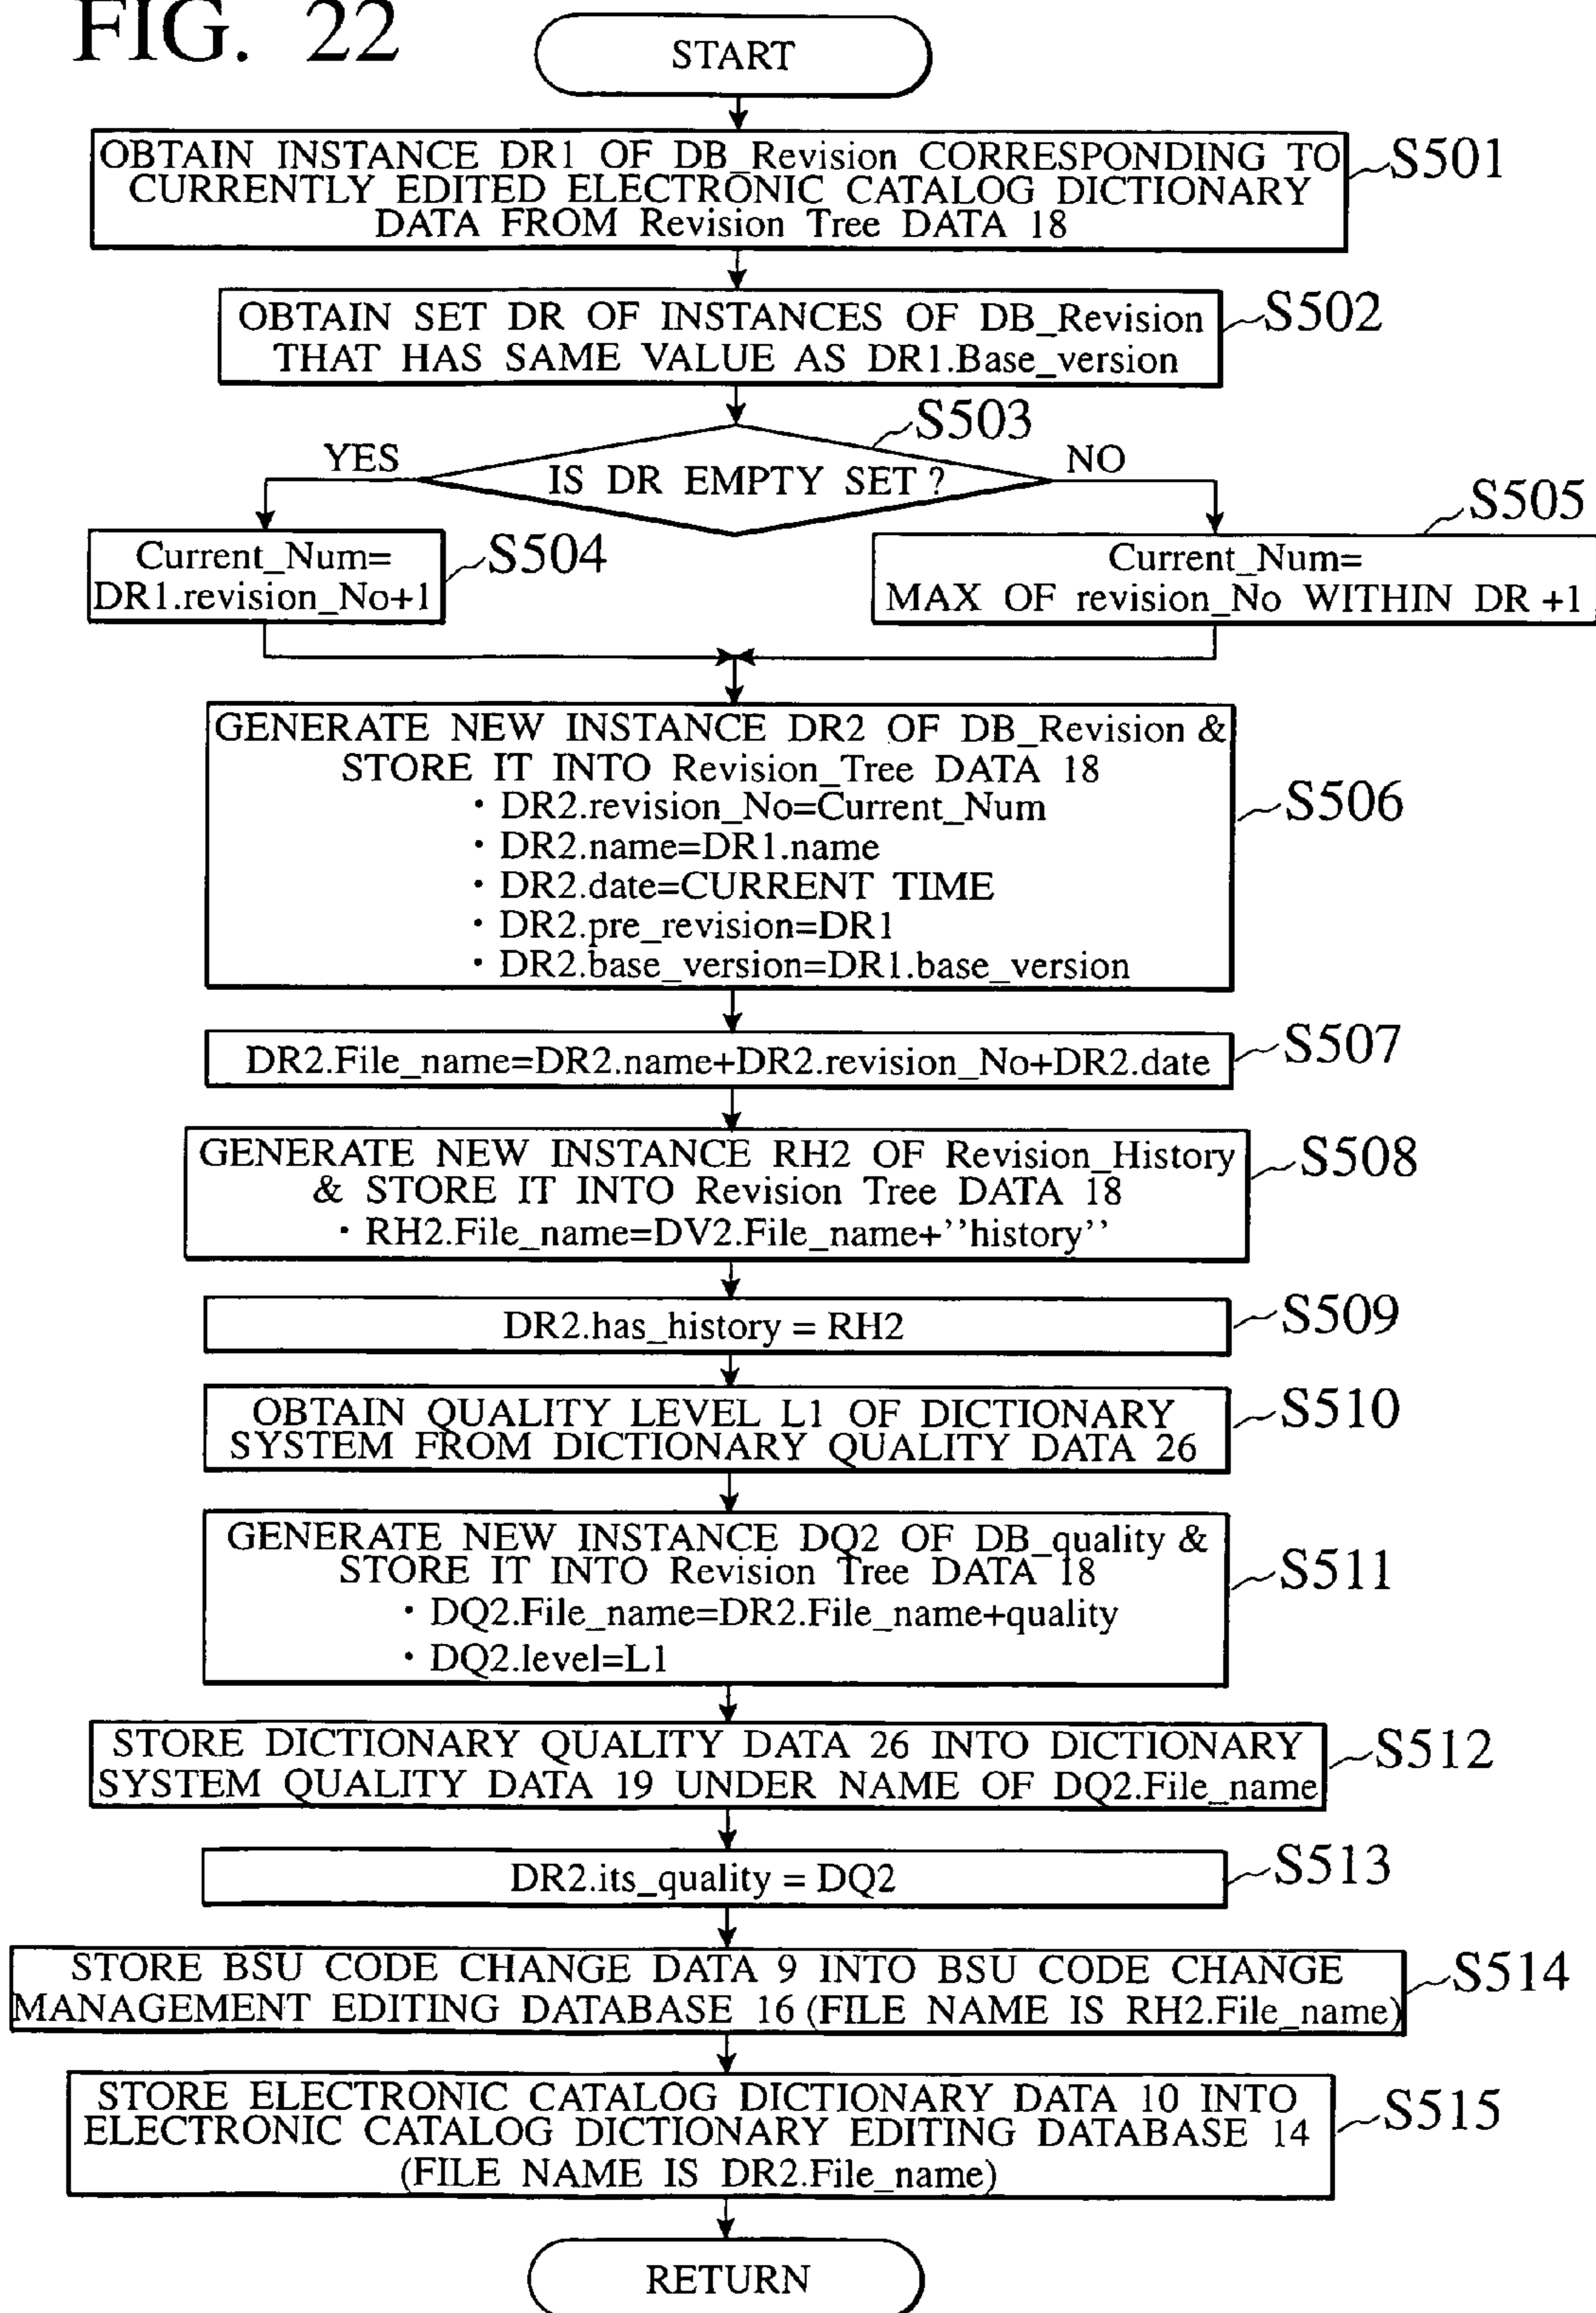 FIG. 22
START
OBTAIN INSTANCE DR1 OF DB_Revision CORRESPONDING TO
CURRENTLY EDITED ELECTRONIC CATALOG DICTIONARY
DATA FROM Revision Tree DATA 18
S501
OBTAIN SET DR OF INSTANCES OF DB_Revision
THAT HAS SAME VALUE AS DR1.Base_version
S502
S503
YES
IS DR EMPTY SET?
NO
Current_Num=
DR1.revision_No+1
S504
S505
Current_Num=
MAX OF revision_No WITHIN DR +1
GENERATE NEW INSTANCE DR2 OF DB_Revision &
STORE IT INTO Revision_Tree DATA 18
・DR2.revision_No=Current_Num
・DR2.name=DR1.name
・DR2.date=CURRENT TIME
・DR2.pre_revision=DR1
・DR2.base_version=DR1.base_version
S506
DR2.File_name=DR2.name+DR2.revision_No+DR2.date
S507
GENERATE NEW INSTANCE RH2 OF Revision_History
& STORE IT INTO Revision Tree DATA 18
・RH2.File_name=DV2.File_name+''history''
S508
DR2.has_history = RH2
S509
OBTAIN QUALITY LEVEL L1 OF DICTIONARY
SYSTEM FROM DICTIONARY QUALITY DATA 26
S510
GENERATE NEW INSTANCE DQ2 OF DB_quality &
STORE IT INTO Revision Tree DATA 18
・DQ2.File_name=DR2.File_name+quality
・DQ2.level=L1
S511
STORE DICTIONARY QUALITY DATA 26 INTO DICTIONARY
SYSTEM QUALITY DATA 19 UNDER NAME OF DQ2.File_name
S512
DR2.its_quality = DQ2
S513
STORE BSU CODE CHANGE DATA 9 INTO BSU CODE CHANGE
MANAGEMENT EDITING DATABASE 16 (FILE NAME IS RH2.File_name)
S514
STORE ELECTRONIC CATALOG DICTIONARY DATA 10 INTO
ELECTRONIC CATALOG DICTIONARY EDITING DATABASE 14
(FILE NAME IS DR2.File_name)
S515
RETURN